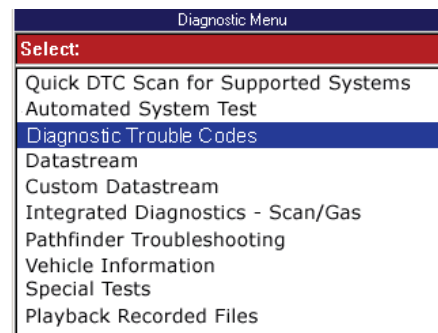 Diagnostic Menu
Select:
Quick DTC Scan for Supported Systems
Automated System Test
Diagnostic Trouble Codes
Datastream
Custom Datastream
Integrated Diagnostics - Scan/Gas
Pathfinder Troubleshooting
Vehicle Information
Special Tests
Playback Recorded Files